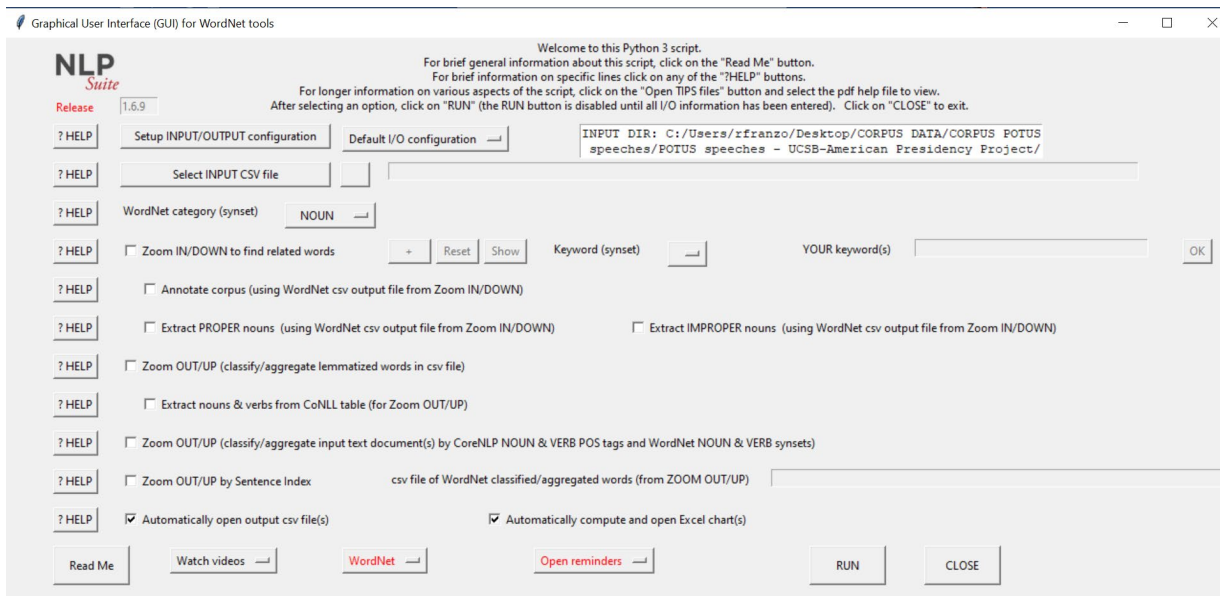 Graphical User Interface (GUI) for WordNet tools
NLP
Suite
Release 1.6.9
Welcome to this Python 3 script.
For brief general information about this script, click on the "Read Me" button.
For brief information on specific lines click on any of the "?HELP" buttons.
For longer information on various aspects of the script, click on the "Open TIPS files" button and select the pdf help file to view.
After selecting an option, click on "RUN" (the RUN button is disabled until all I/O information has been entered). Click on "CLOSE" to exit.
? HELP Setup INPUT/OUTPUT configuration Default I/O configuration INPUT DIR: C:/Users/rfranzo/Desktop/CORPUS DATA/CORPUS POTUS
speeches/POTUS speeches - UCSB-American Presidency Project/
? HELP Select INPUT CSV file
? HELP WordNet category (synset) NOUN
? HELP Zoom IN/DOWN to find related words + Reset Show Keyword (synset) YOUR keyword(s) OK
? HELP Annotate corpus (using WordNet csv output file from Zoom IN/DOWN)
? HELP Extract PROPER nouns (using WordNet csv output file from Zoom IN/DOWN) Extract IMPROPER nouns (using WordNet csv output file from Zoom IN/DOWN)
? HELP Zoom OUT/UP (classify/aggregate lemmatized words in csv file)
? HELP Extract nouns & verbs from CoNLL table (for Zoom OUT/UP)
? HELP Zoom OUT/UP (classify/aggregate input text document(s) by CoreNLP NOUN & VERB POS tags and WordNet NOUN & VERB synsets)
? HELP Zoom OUT/UP by Sentence Index csv file of WordNet classified/aggregated words (from ZOOM OUT/UP)
? HELP Automatically open output csv file(s) Automatically compute and open Excel chart(s)
Read Me Watch videos WordNet Open reminders RUN CLOSE